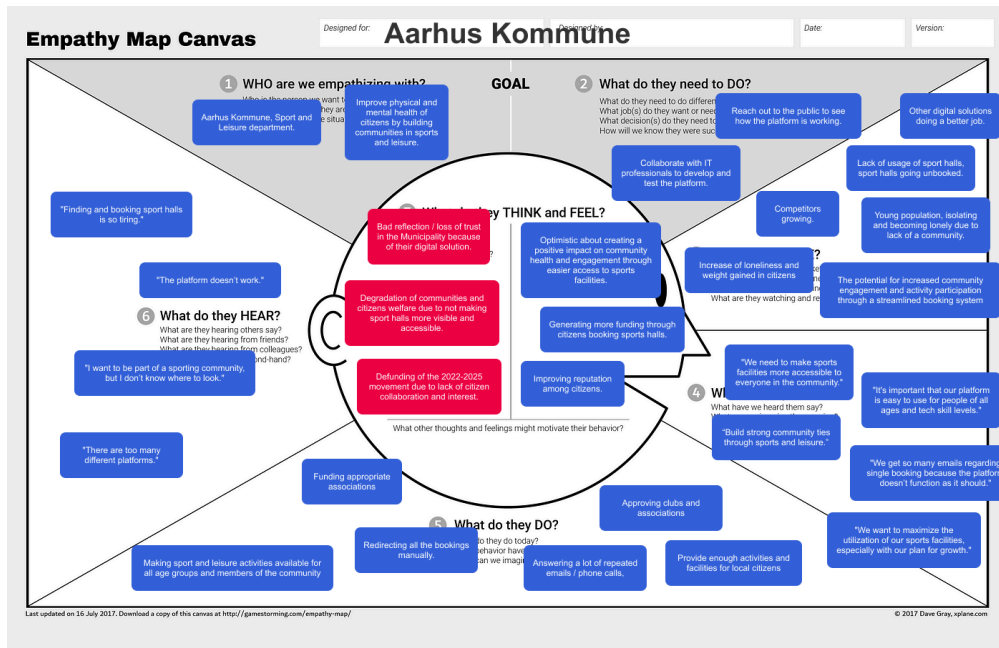 Empathy Map Canvas
Designed for:
Aarhus Kommune
Designed by:
Date:
Version:
1 WHO are we empathizing with?
GOAL
2 What do they need to DO?
Aarhus Kommune, Sport and
Leisure department.
Improve physical and
mental health of
citizens by building
communities in sports
and leisure.
What do they need to do differen
What job(s) do they want or nee
What decision(s) do they need to
How will we know they were suc
Reach out to the public to see
how the platform is working.
Other digital solutions
doing a better job.
Collaborate with IT
professionals to develop and
test the platform.
Lack of usage of sport halls,
sport halls going unbooked.
Competitors
growing.
Young population, isolating
and becoming lonely due to
lack of a community.
Increase of loneliness and
weight gained in citizens
The potential for increased community
engagement and activity participation
through a streamlined booking system
What are they watching and re
"Finding and booking sport halls
is so tiring."
"The platform doesn't work."
6 What do they HEAR?
What are they hearing others say?
What are they hearing from friends?
What are they hearing from colleagues?
ond-hand?
"I want to be part of a sporting community,
but I don't know where to look."
"There are too many
different platforms."
ey THINK and FEEL?
Bad reflection / loss of trust
in the Municipality because
of their digital solution.
Degradation of communities and
citizens welfare due to not making
sport halls more visible and
accessible.
Defunding of the 2022-2025
movement due to lack of citizen
collaboration and interest.
Optimistic about creating a
positive impact on community
health and engagement through
easier access to sports
facilities.
Generating more funding through
citizens booking sports halls.
Improving reputation
among citizens.
What other thoughts and feelings might motivate their behavior?
4
What have we heard them say?
"We need to make sports
facilities more accessible to
everyone in the community."
"It's important that our platform
is easy to use for people of all
ages and tech skill levels."
"Build strong community ties
through sports and leisure."
"We get so many emails regarding
single booking because the platform
doesn't function as it should."
"We want to maximize the
utilization of our sports facilities,
especially with our plan for growth."
5 What do they DO?
do they do today?
ehavior have
can we imagi
Funding appropriate
associations
Approving clubs and
associations
Redirecting all the bookings
manually.
Making sport and leisure activities available for
all age groups and members of the community
Answering a lot of repeated
emails / phone calls,
Provide enough activities and
facilities for local citizens
Last updated on 16 July 2017. Download a copy of this canvas at http://gamestorming.com/empathy-map/
© 2017 Dave Gray, xplane.com